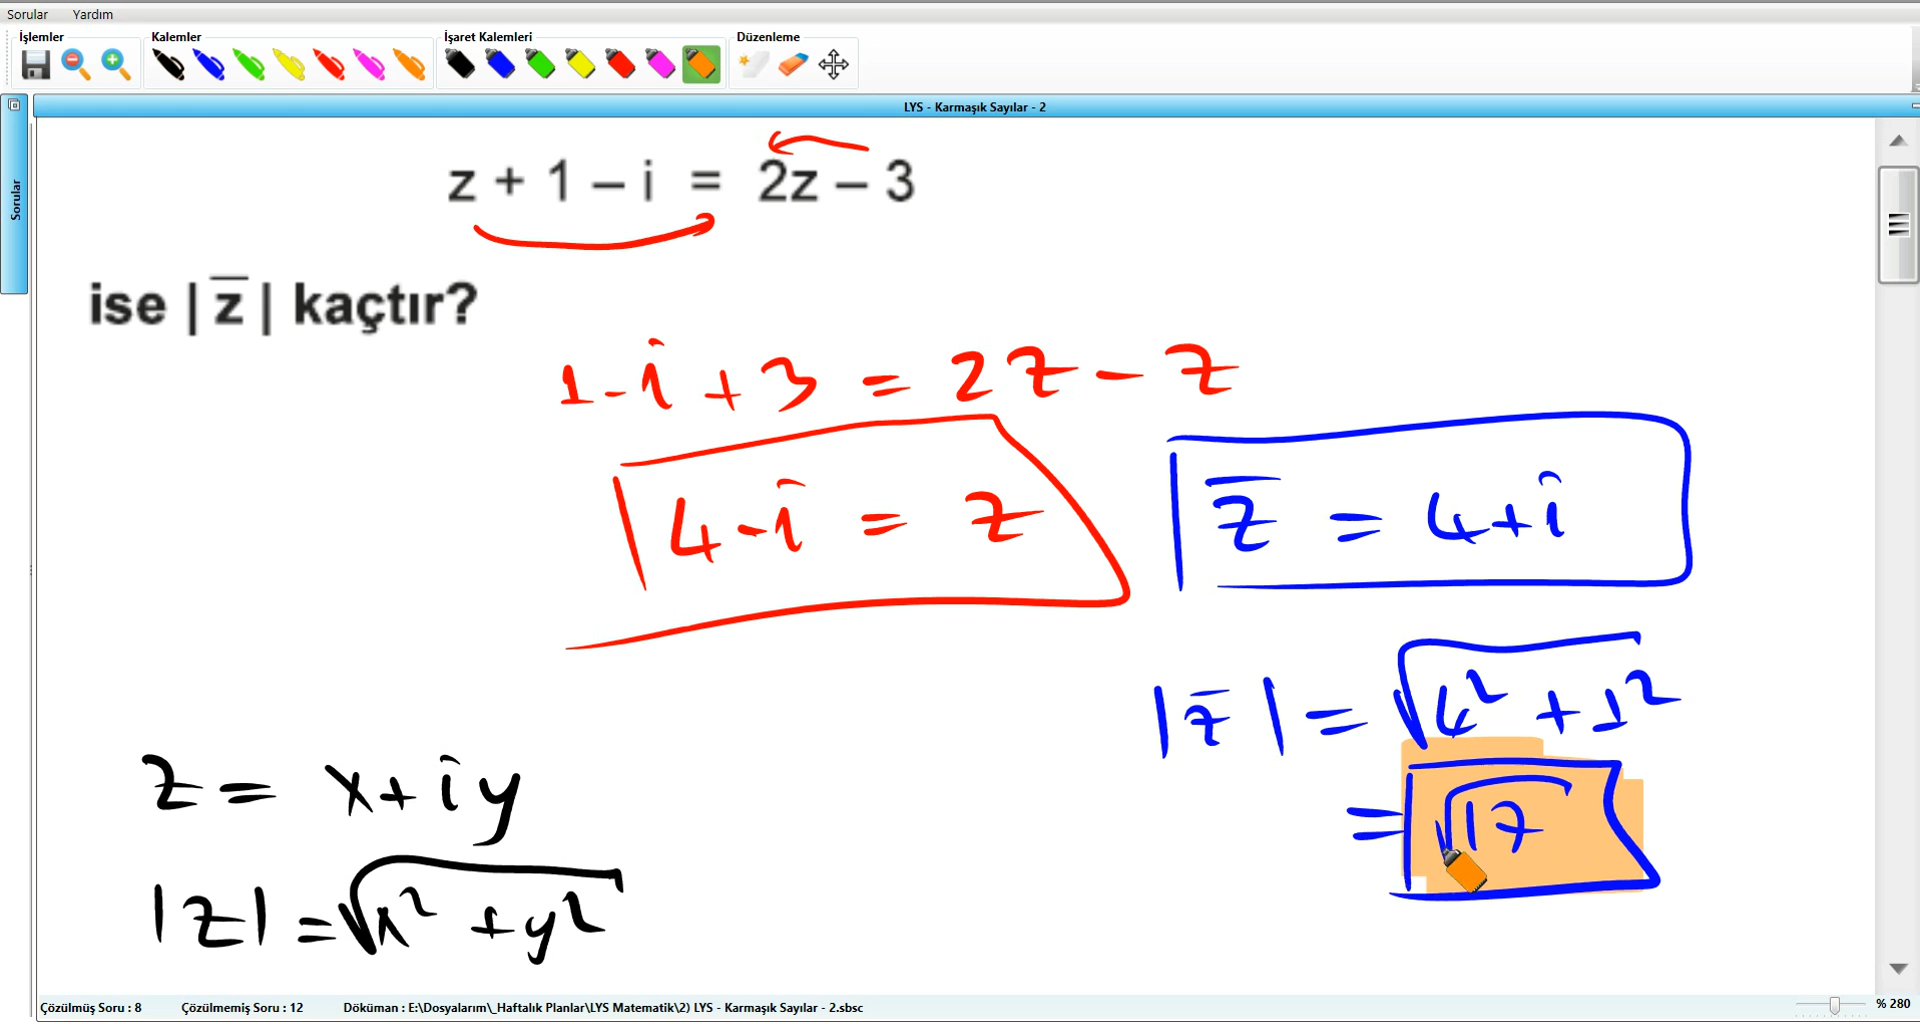 Sorular Yardım
İşlemler Kalemler İşaret Kalemleri Düzenleme
LYS - Karmaşık Sayılar - 2
Sorular
z + 1 – i = 2z – 3
ise | z̅ | kaçtır?
1 - i + 3 = 2z - z
4 - i = z
z̅ = 4 + i
|z̅| = √(4² + 1²)
= √17
z = x + iy
|z| = √(x² + y²)
Çözülmüş Soru : 8 Çözülmemiş Soru : 12 Döküman : E:\Dosyalarım\_Haftalık Planlar\LYS Matematik\2) LYS - Karmaşık Sayılar - 2.sbsc % 280